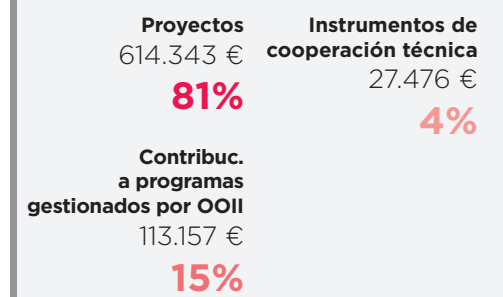 Proyectos
614.343 €
81%
Instrumentos de
cooperación técnica
27.476 €
4%
Contribuc.
a programas
gestionados por OOII
113.157 €
15%